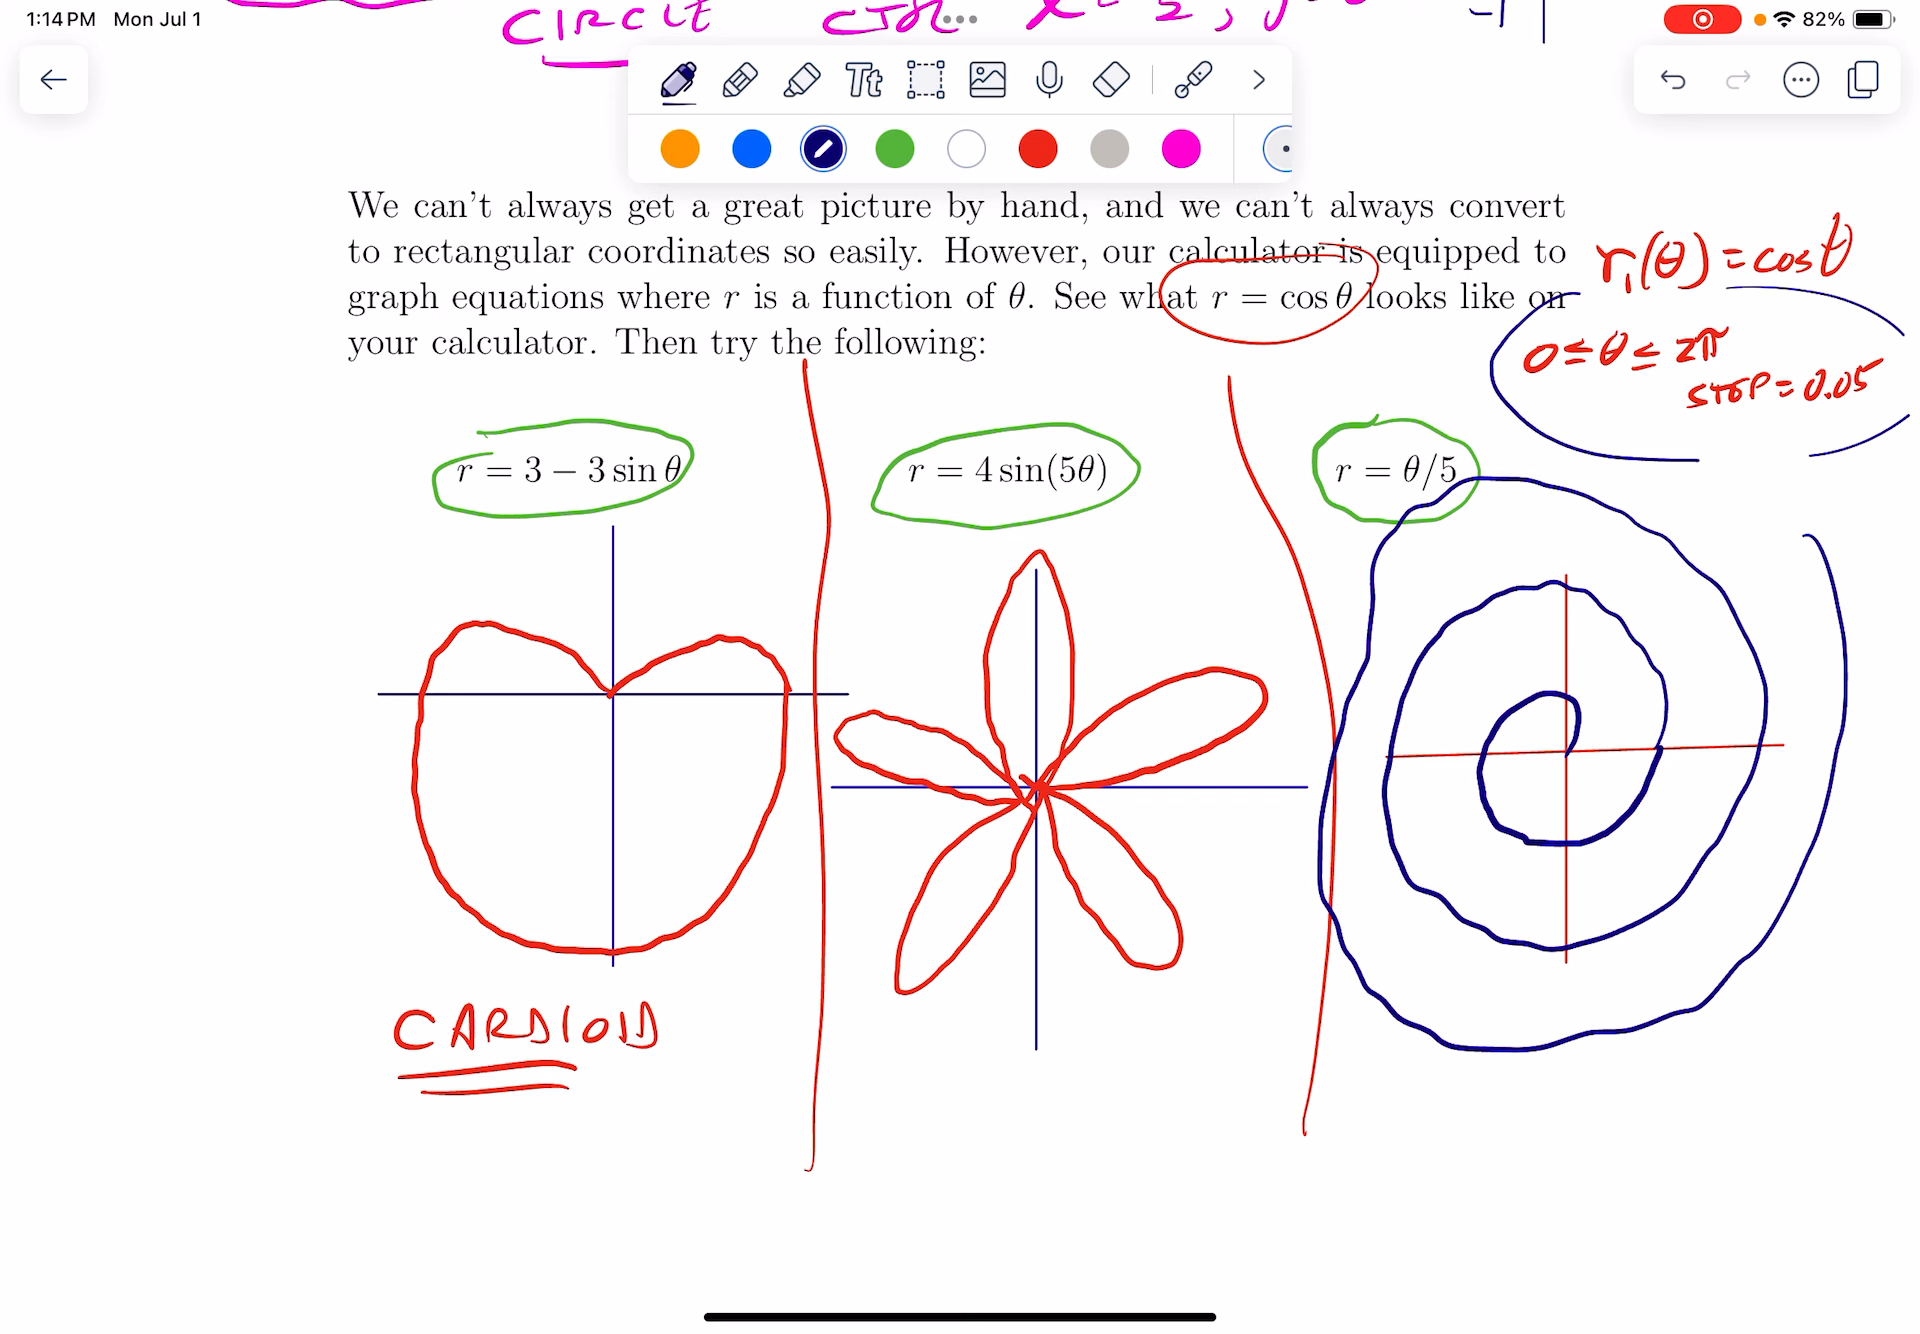 1:14 PM Mon Jul 1
82%
CIRCLE
-1
Tt
We can't always get a great picture by hand, and we can't always convert
to rectangular coordinates so easily. However, our calculator is equipped to
graph equations where r is a function of θ. See what r = cos θ looks like on
your calculator. Then try the following:
r₁(θ) = cos θ
0 ≤ θ ≤ 2π
STEP = 0.05
r = 3 − 3 sin θ
r = 4 sin(5θ)
r = θ/5
CARDIOID